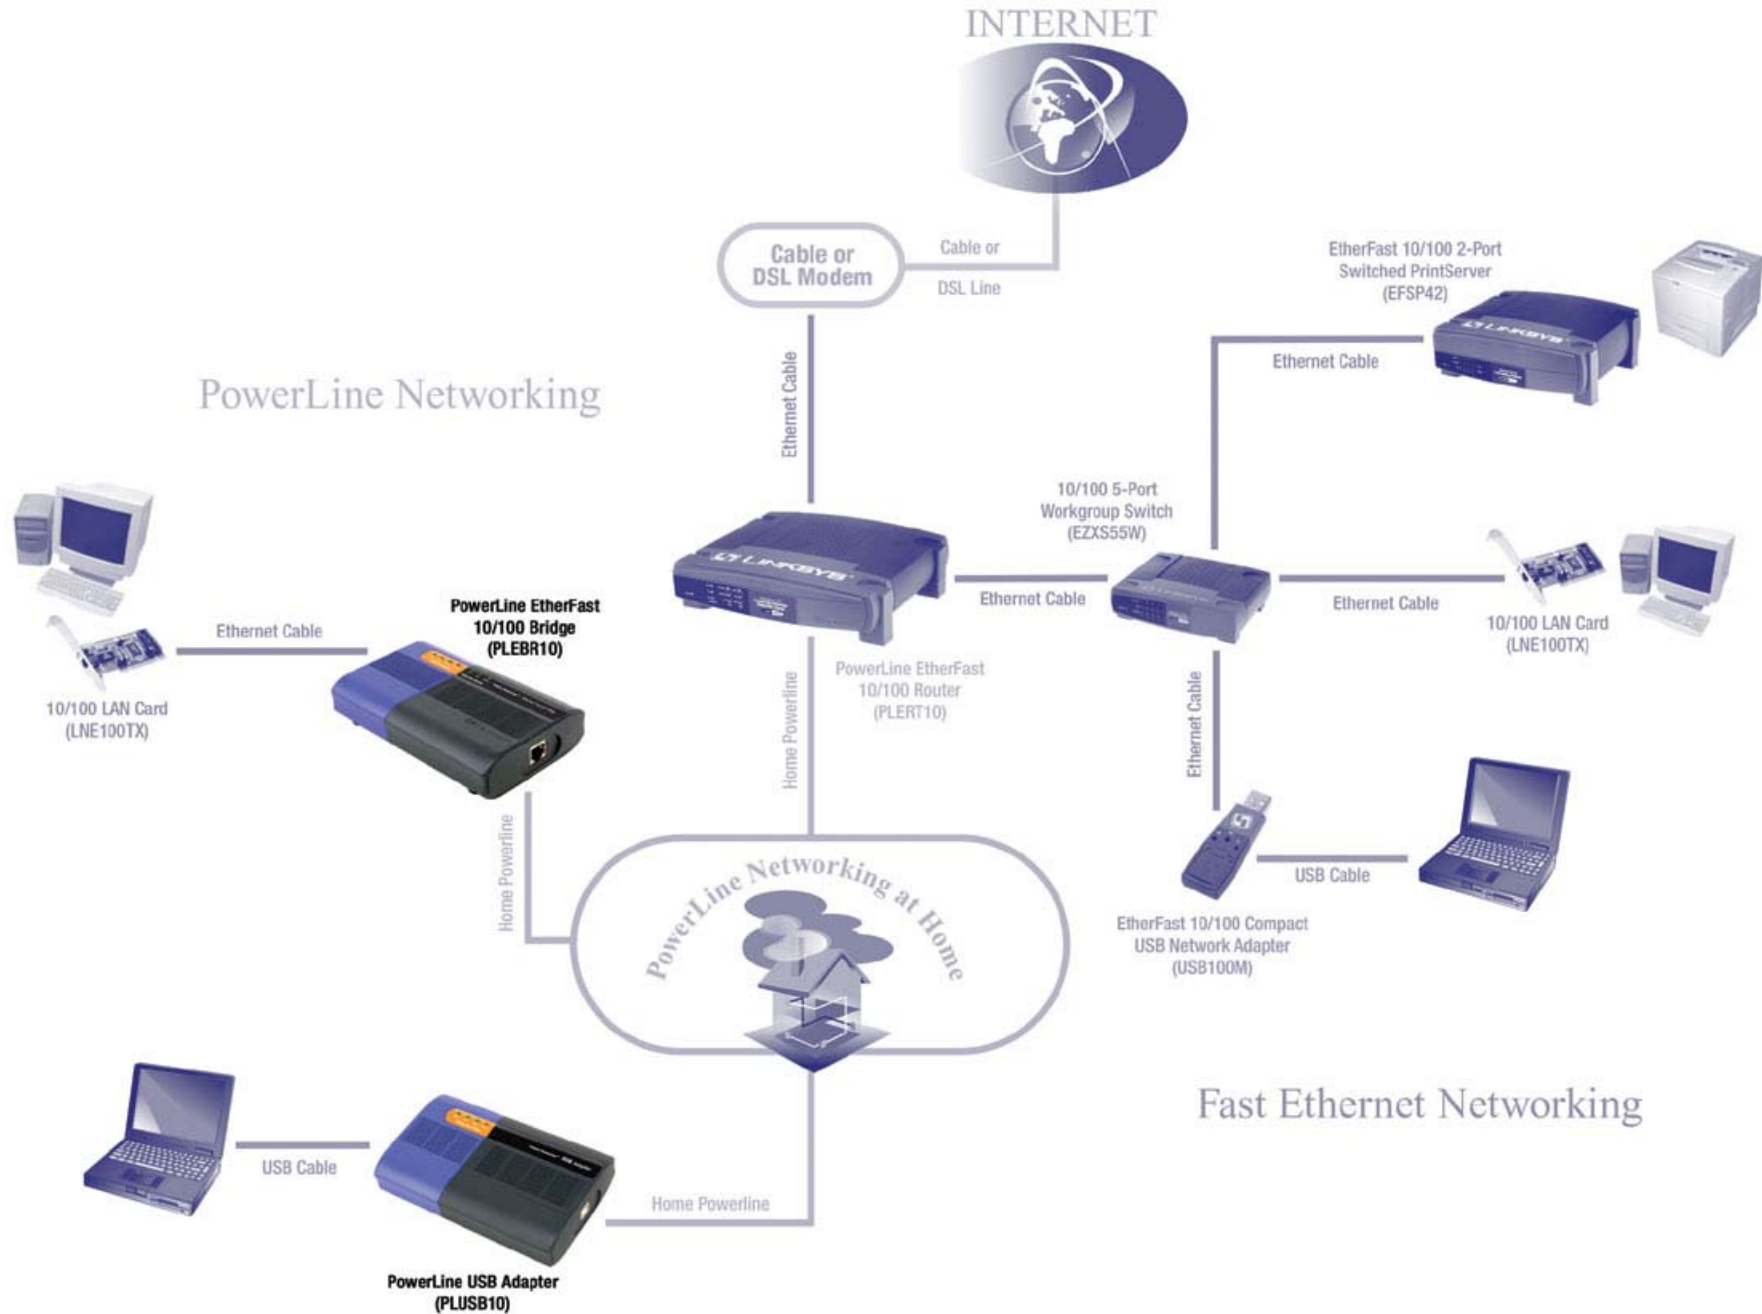 INTERNET
Cable or
DSL Modem
Cable or
DSL Line
EtherFast 10/100 2-Port
Switched PrintServer
(EFSP42)
LINKSYS
Ethernet Cable
Ethernet Cable
PowerLine Networking
10/100 5-Port
Workgroup Switch
(EZXS55W)
LINKSYS
Ethernet Cable
Ethernet Cable
10/100 LAN Card
(LNE100TX)
PowerLine EtherFast
10/100 Bridge
(PLEBR10)
Ethernet Cable
10/100 LAN Card
(LNE100TX)
PowerLine EtherFast
10/100 Router
(PLERT10)
Home Powerline
Ethernet Cable
Home Powerline
PowerLine Networking at Home
USB Cable
EtherFast 10/100 Compact
USB Network Adapter
(USB100M)
Fast Ethernet Networking
USB Cable
Home Powerline
PowerLine USB Adapter
(PLUSB10)